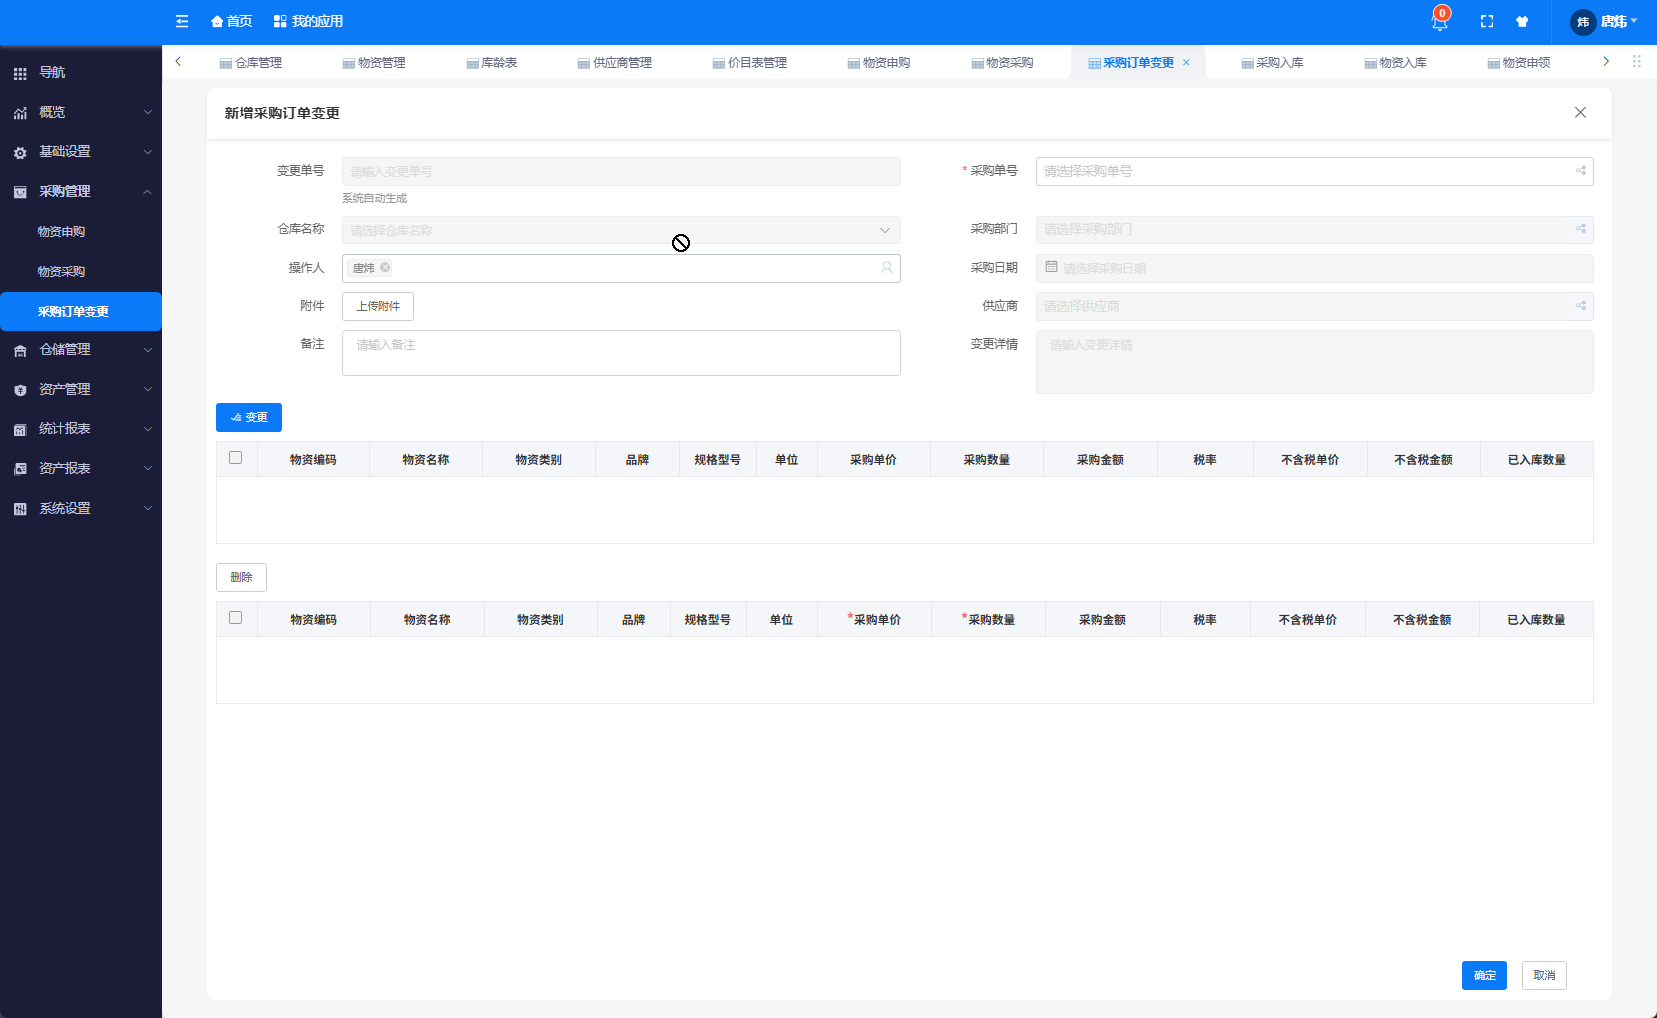 首页
我的应用
0
炜
唐炜
导航
概览
基础设置
采购管理
物资申购
物资采购
采购订单变更
仓储管理
资产管理
统计报表
资产报表
系统设置
仓库管理
物资管理
库龄表
供应商管理
价目表管理
物资申购
物资采购
采购订单变更
采购入库
物资入库
物资申领
新增采购订单变更
变更单号
请输入变更单号
系统自动生成
* 采购单号
请选择采购单号
仓库名称
请选择仓库名称
采购部门
请选择采购部门
操作人
唐炜
采购日期
请选择采购日期
附件
上传附件
供应商
请选择供应商
备注
请输入备注
变更详情
请输入变更详情
变更
物资编码 物资名称 物资类别 品牌 规格型号 单位 采购单价 采购数量 采购金额 税率 不含税单价 不含税金额 已入库数量
删除
物资编码 物资名称 物资类别 品牌 规格型号 单位 *采购单价 *采购数量 采购金额 税率 不含税单价 不含税金额 已入库数量
确定
取消